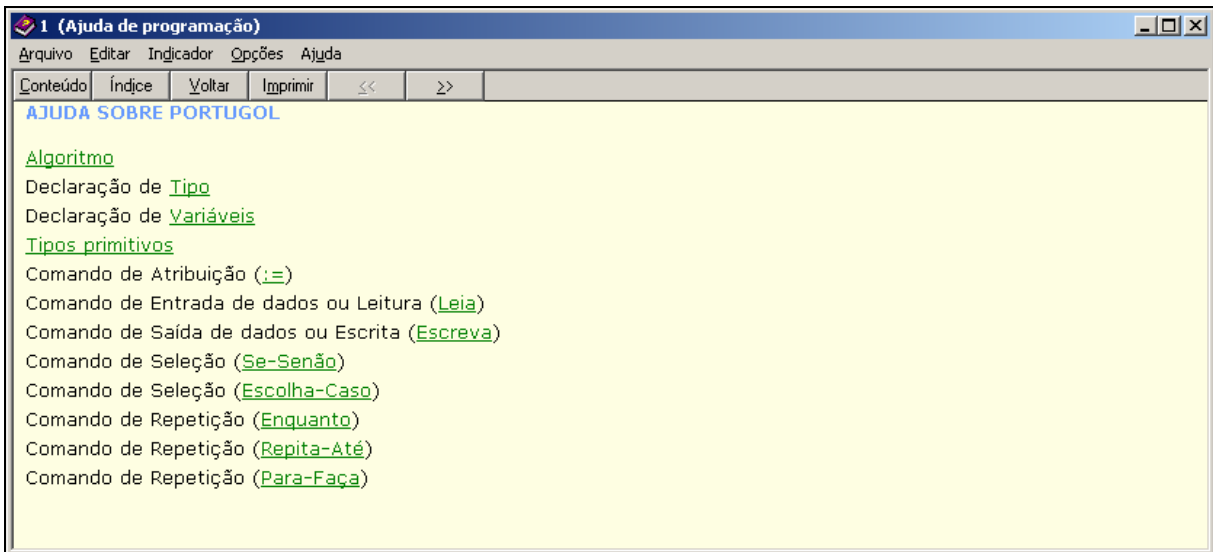 1 (Ajuda de programação)
Arquivo Editar Indicador Opções Ajuda
Conteúdo Índice Voltar Imprimir << >>
AJUDA SOBRE PORTUGOL
Algoritmo
Declaração de Tipo
Declaração de Variáveis
Tipos primitivos
Comando de Atribuição (:=)
Comando de Entrada de dados ou Leitura (Leia)
Comando de Saída de dados ou Escrita (Escreva)
Comando de Seleção (Se-Senão)
Comando de Seleção (Escolha-Caso)
Comando de Repetição (Enquanto)
Comando de Repetição (Repita-Até)
Comando de Repetição (Para-Faça)